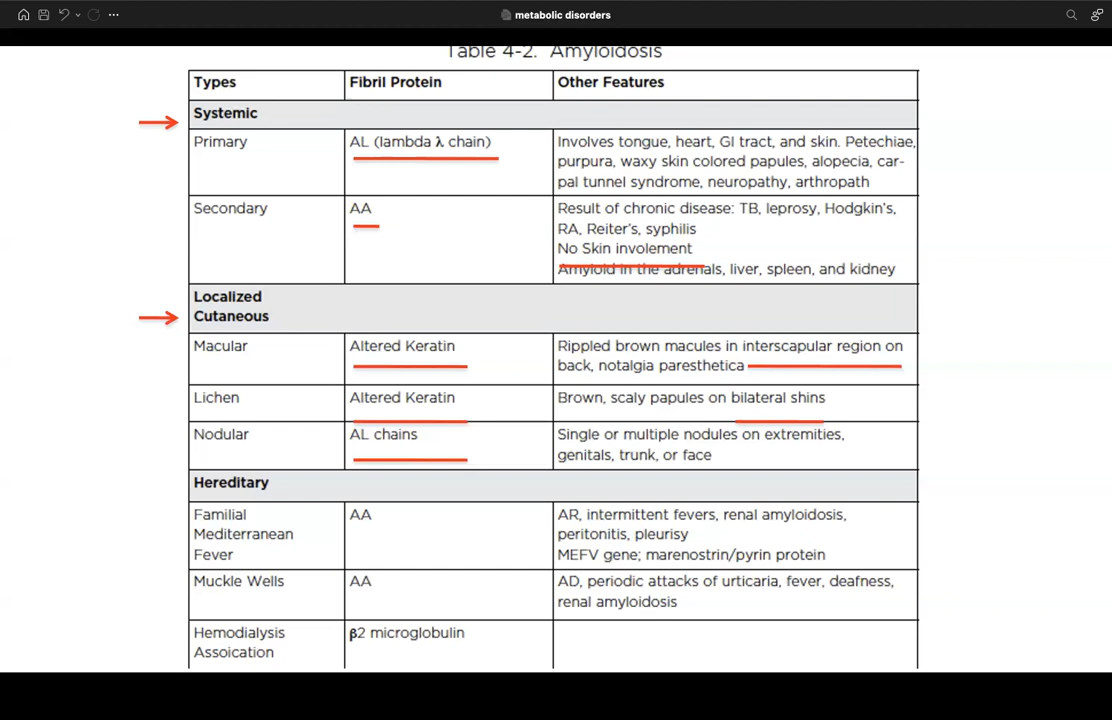 metabolic disorders
Table 4-2. Amyloidosis
Types Fibril Protein Other Features
Systemic
Primary AL (lambda λ chain) Involves tongue, heart, GI tract, and skin. Petechiae,
purpura, waxy skin colored papules, alopecia, car-
pal tunnel syndrome, neuropathy, arthropath
Secondary AA Result of chronic disease: TB, leprosy, Hodgkin's,
RA, Reiter's, syphilis
No Skin involement
Amyloid in the adrenals, liver, spleen, and kidney
Localized
Cutaneous
Macular Altered Keratin Rippled brown macules in interscapular region on
back, notalgia paresthetica
Lichen Altered Keratin Brown, scaly papules on bilateral shins
Nodular AL chains Single or multiple nodules on extremities,
genitals, trunk, or face
Hereditary
Familial AA AR, intermittent fevers, renal amyloidosis,
Mediterranean peritonitis, pleurisy
Fever MEFV gene; marenostrin/pyrin protein
Muckle Wells AA AD, periodic attacks of urticaria, fever, deafness,
renal amyloidosis
Hemodialysis β2 microglobulin
Assoication